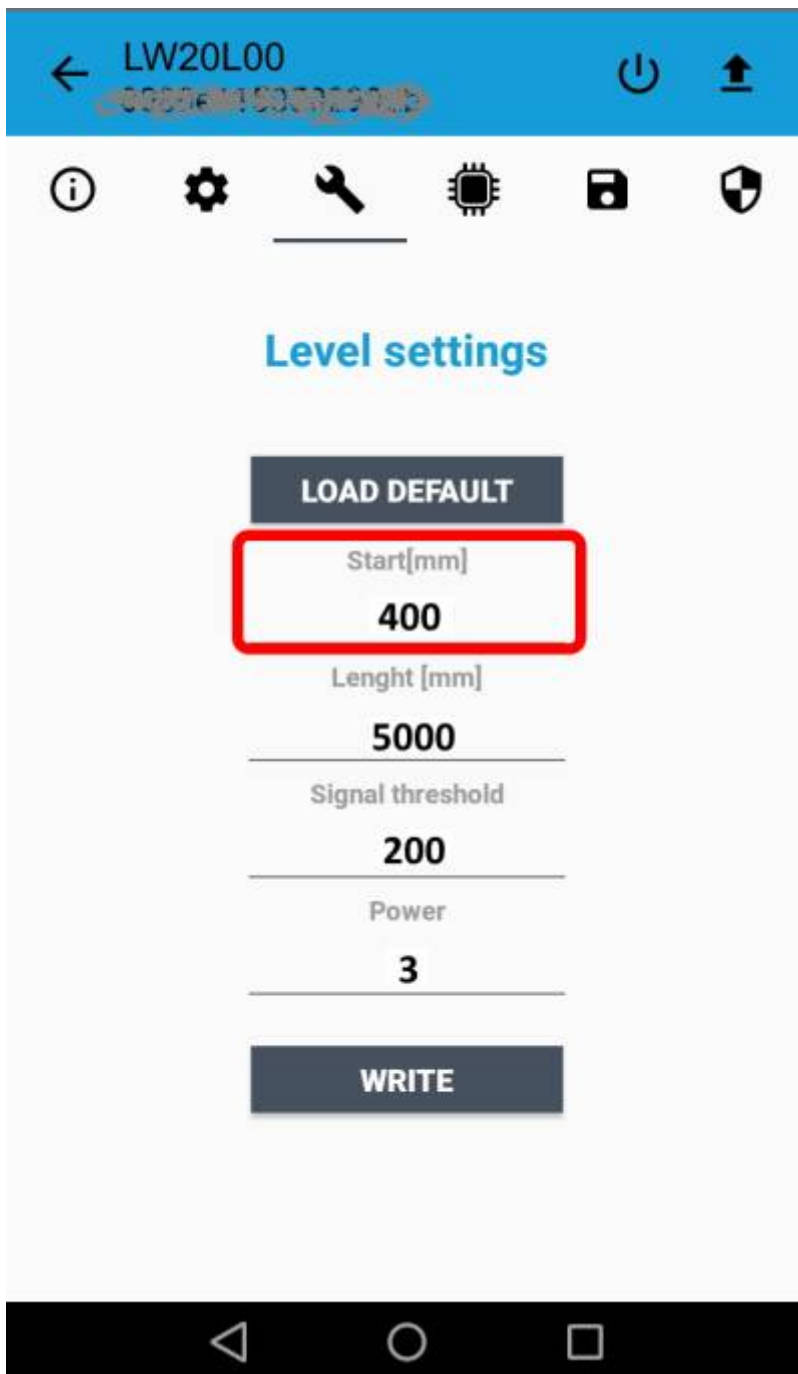 LW20L00
Level settings
LOAD DEFAULT
Start[mm]
400
Lenght [mm]
5000
Signal threshold
200
Power
3
WRITE